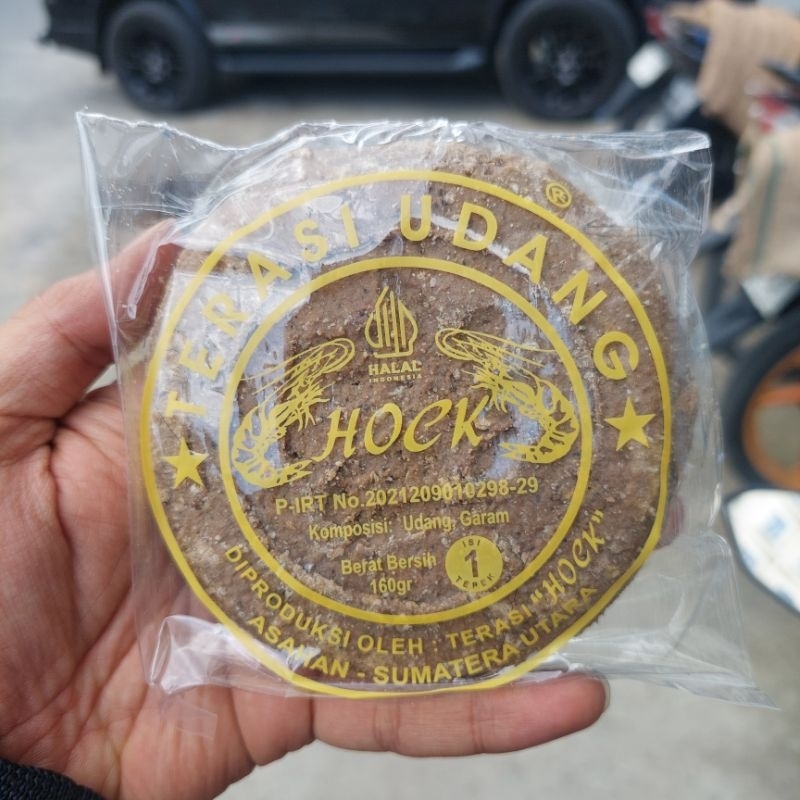 TERASI UDANG ®
HALAL
INDONESIA
HOCK
P-IRT No.2021209010298-29
Komposisi: Udang, Garam
Berat Bersih
160gr
ISI
1
TEREK
DIPRODUKSI OLEH : TERASI "HOCK"
ASAHAN - SUMATERA UTARA